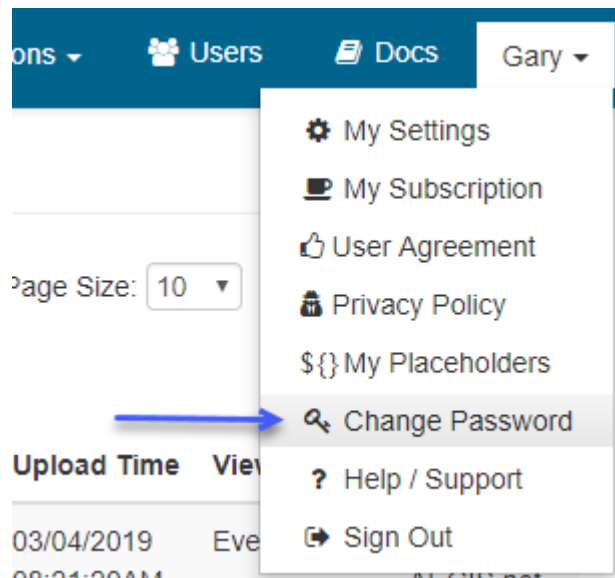 ons Users Docs Gary
My Settings
My Subscription
User Agreement
Page Size: 10
Privacy Policy
${} My Placeholders
Change Password
Upload Time
? Help / Support
03/04/2019
Sign Out